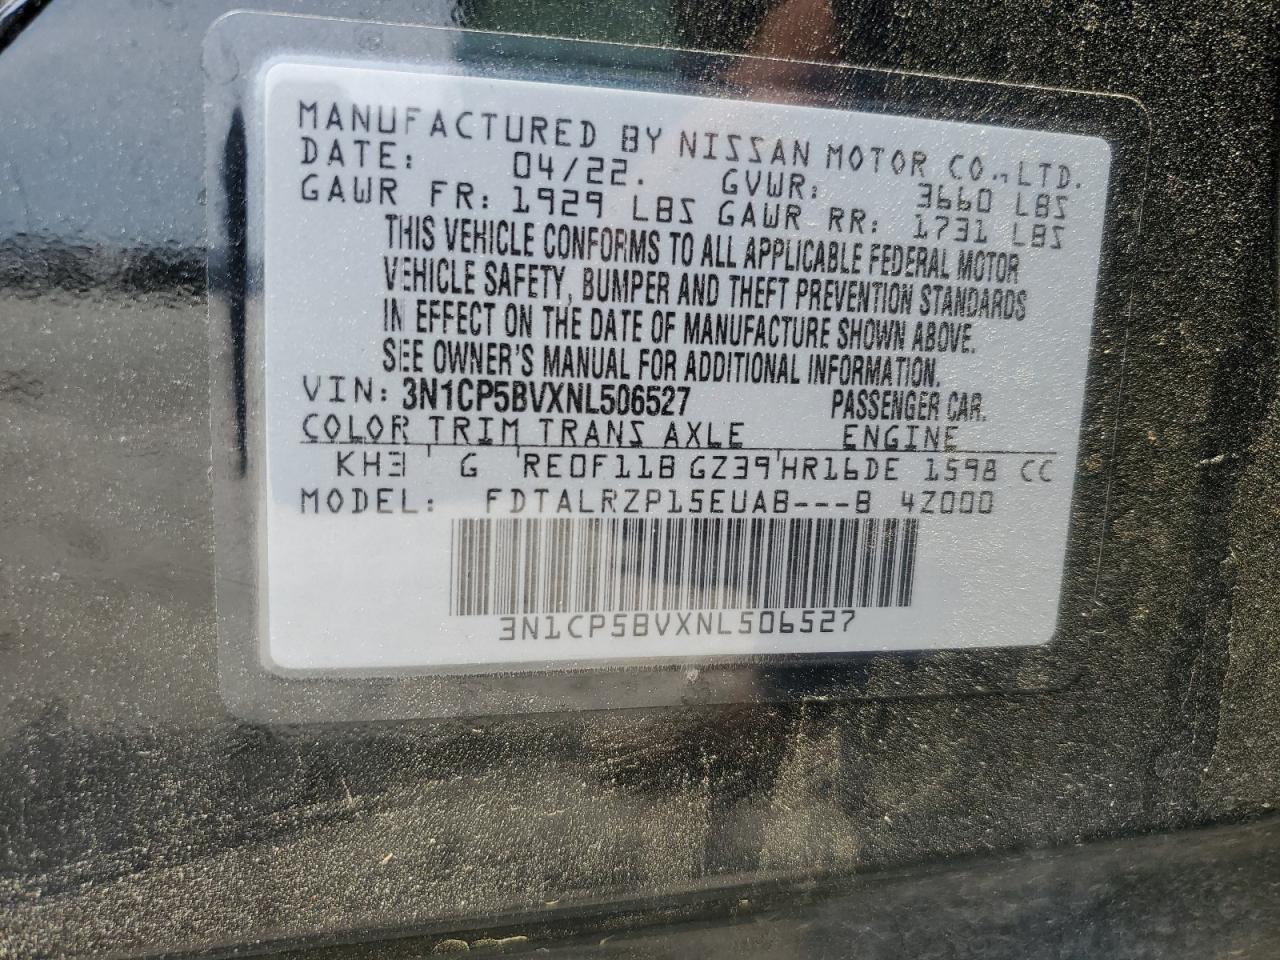 MANUFACTURED BY NISSAN MOTOR CO., LTD.
DATE: 04/22. GVWR: 3660 LBS
GAWR FR: 1929 LBS GAWR RR: 1731 LBS
THIS VEHICLE CONFORMS TO ALL APPLICABLE FEDERAL MOTOR
VEHICLE SAFETY, BUMPER AND THEFT PREVENTION STANDARDS
IN EFFECT ON THE DATE OF MANUFACTURE SHOWN ABOVE.
SEE OWNER'S MANUAL FOR ADDITIONAL INFORMATION.
VIN: 3N1CP5BVXNL506527 PASSENGER CAR.
COLOR TRIM TRANS AXLE ENGINE
KH3 G RE0F11B GZ39 HR16DE 1598 CC
MODEL: FDTALRZP15EUAB---B 4Z000
3N1CP5BVXNL506527